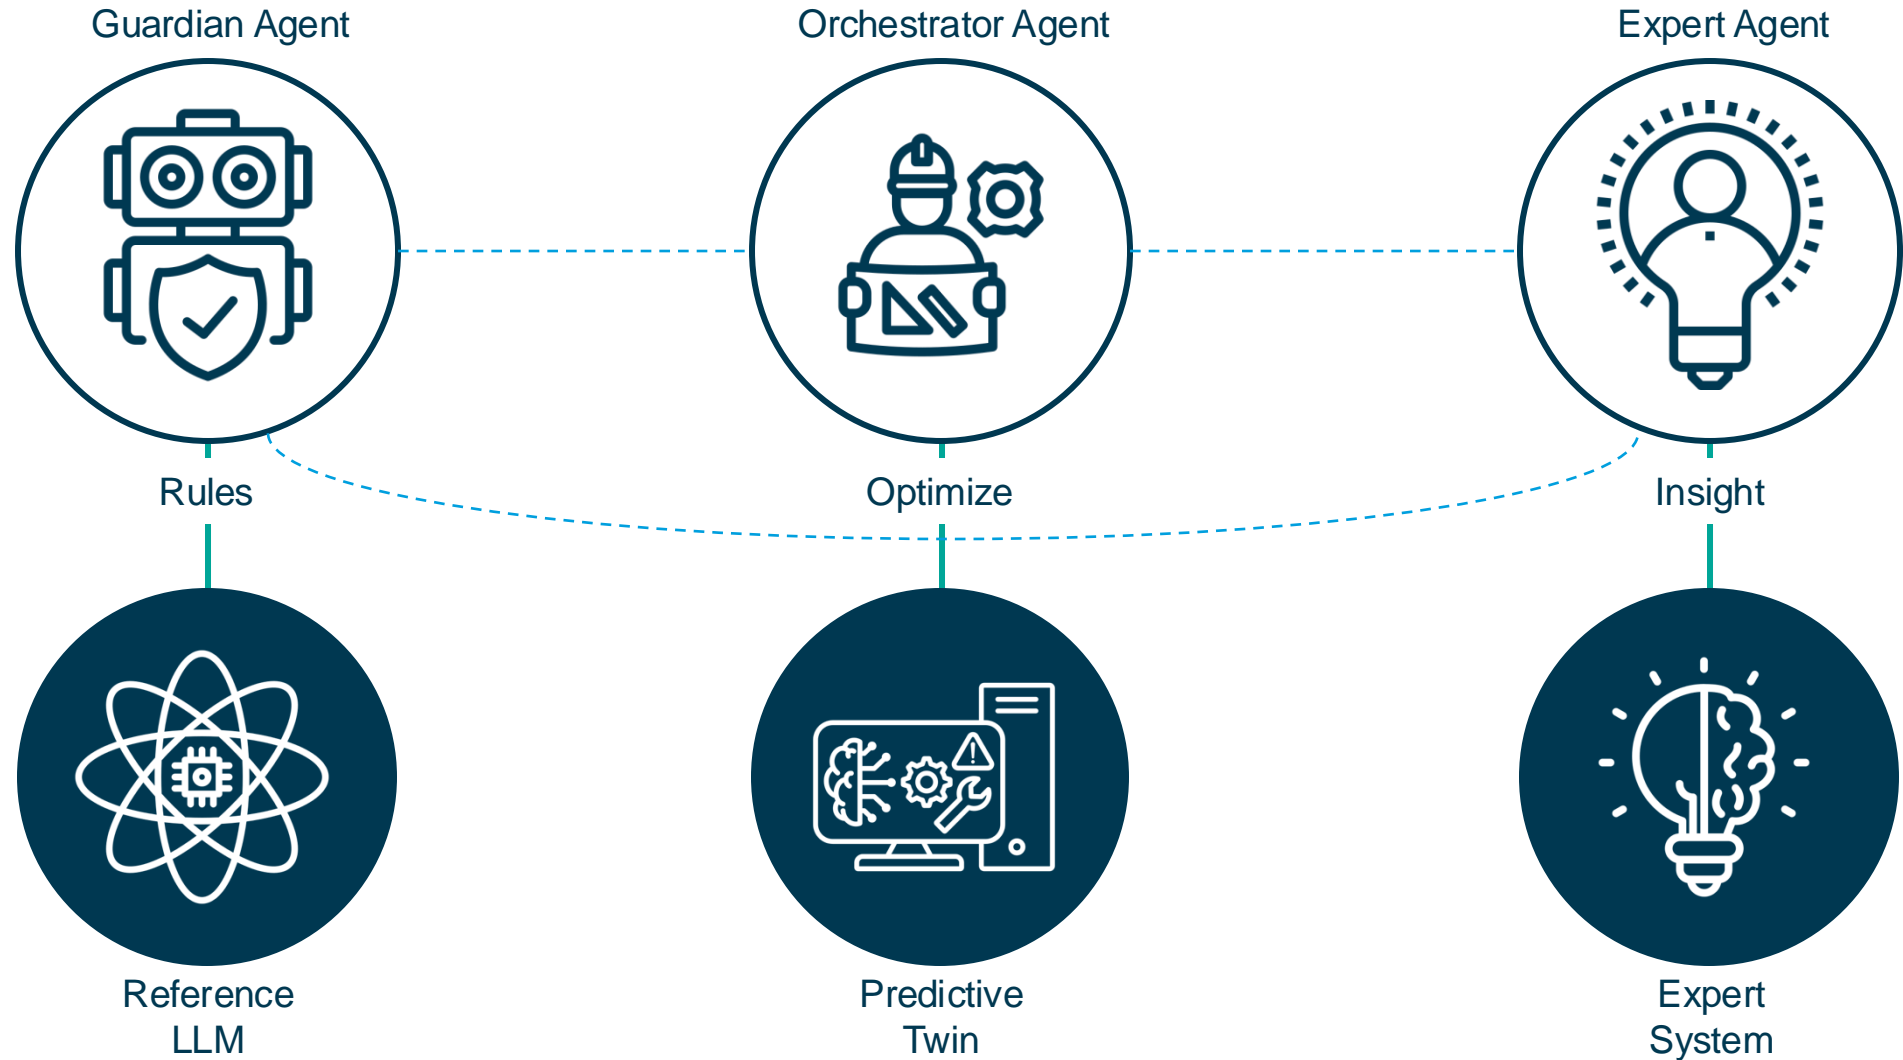 Guardian Agent
Orchestrator Agent
Expert Agent
Rules
Optimize
Insight
Reference
LLM
Predictive
Twin
Expert
System